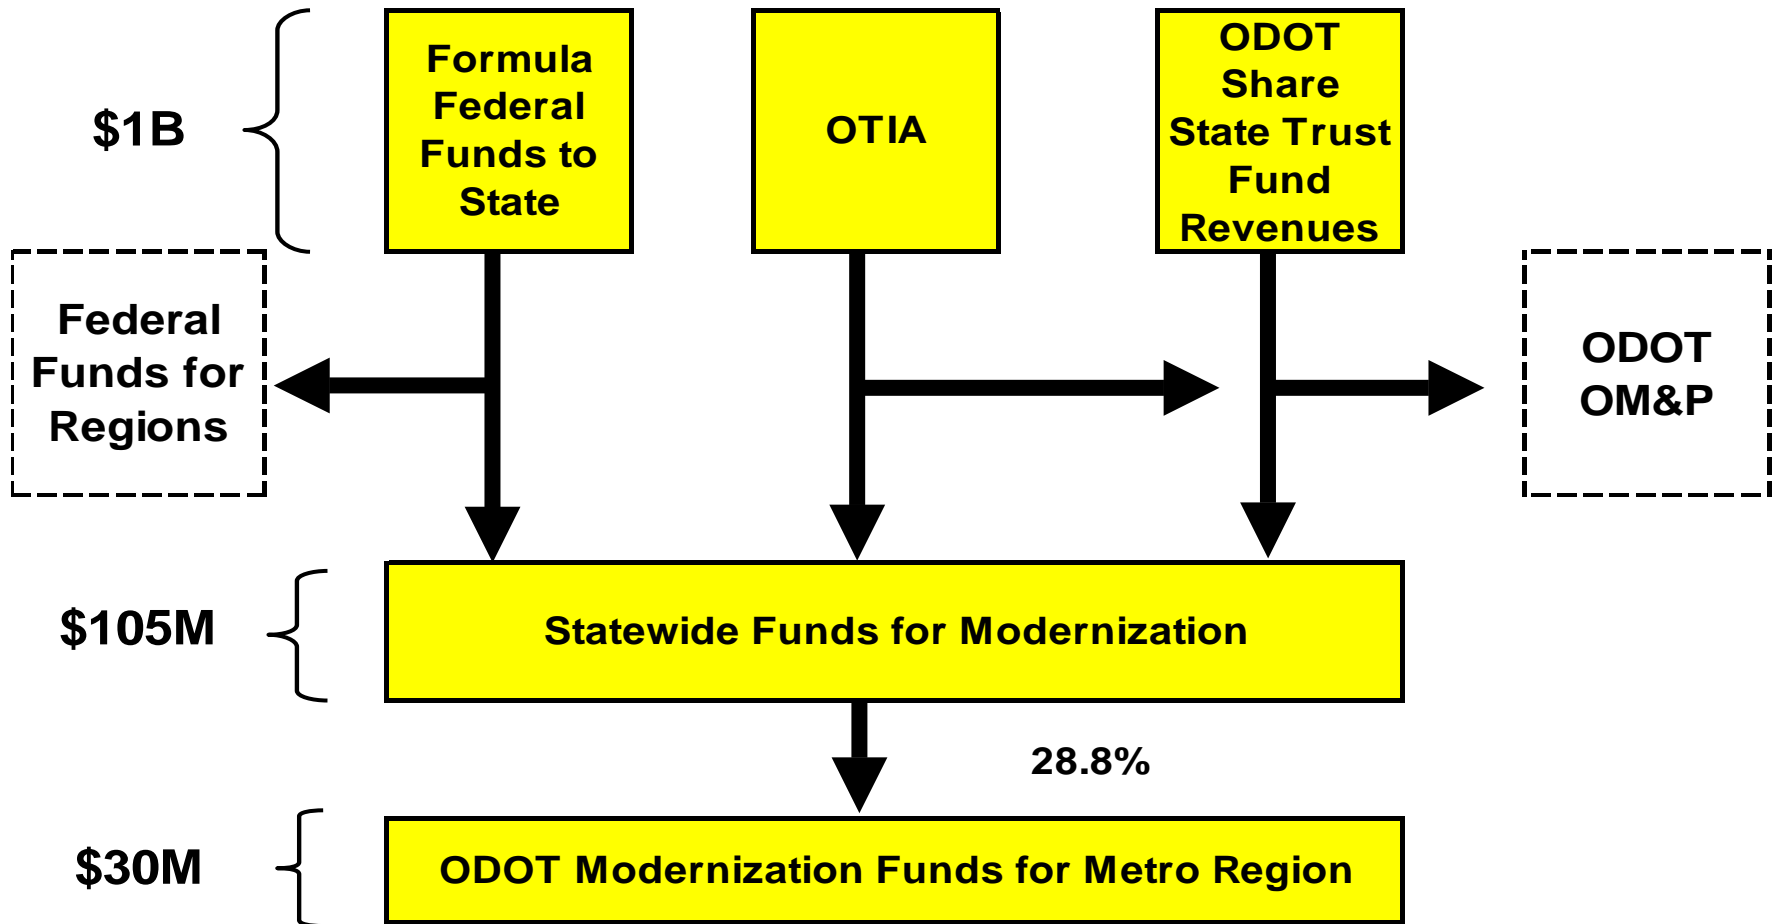 $1B
Formula
Federal
Funds to
State
OTIA
ODOT
Share
State Trust
Fund
Revenues
Federal
Funds for
Regions
ODOT
OM&P
$105M
Statewide Funds for Modernization
28.8%
$30M
ODOT Modernization Funds for Metro Region